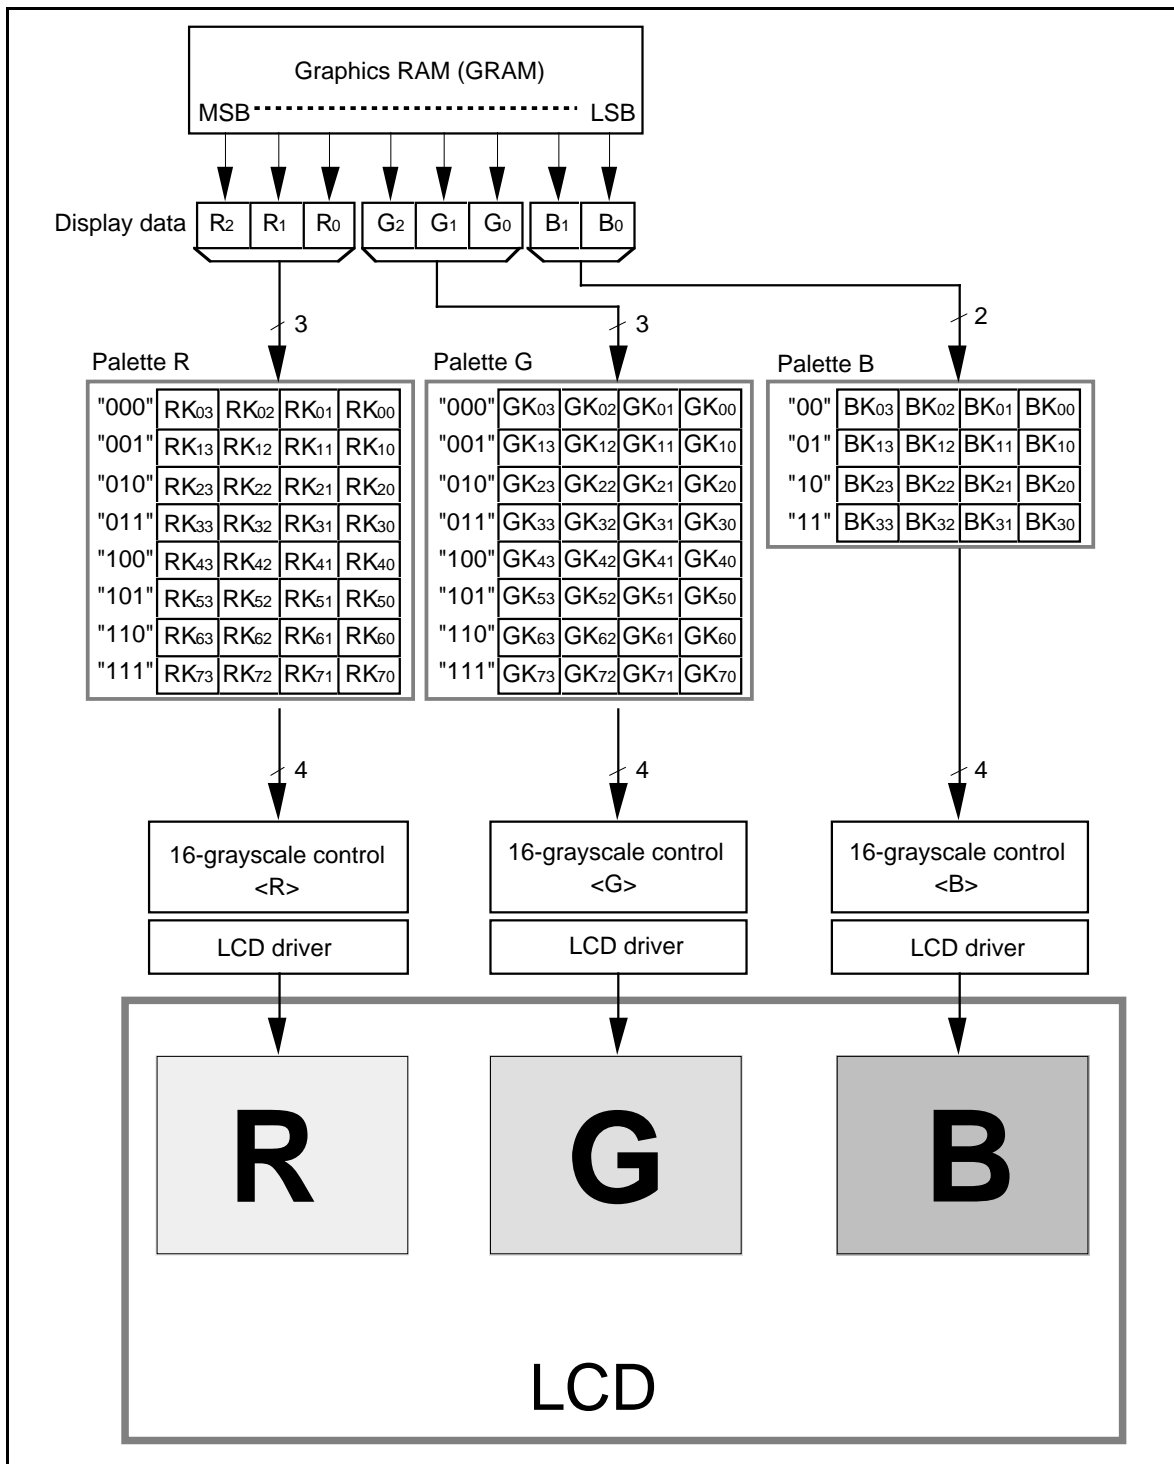 Graphics RAM (GRAM)
MSB LSB
Display data R2 R1 R0 G2 G1 G0 B1 B0
3 3 2
Palette R Palette G Palette B
"000" RK03 RK02 RK01 RK00 "000" GK03 GK02 GK01 GK00 "00" BK03 BK02 BK01 BK00
"001" RK13 RK12 RK11 RK10 "001" GK13 GK12 GK11 GK10 "01" BK13 BK12 BK11 BK10
"010" RK23 RK22 RK21 RK20 "010" GK23 GK22 GK21 GK20 "10" BK23 BK22 BK21 BK20
"011" RK33 RK32 RK31 RK30 "011" GK33 GK32 GK31 GK30 "11" BK33 BK32 BK31 BK30
"100" RK43 RK42 RK41 RK40 "100" GK43 GK42 GK41 GK40
"101" RK53 RK52 RK51 RK50 "101" GK53 GK52 GK51 GK50
"110" RK63 RK62 RK61 RK60 "110" GK63 GK62 GK61 GK60
"111" RK73 RK72 RK71 RK70 "111" GK73 GK72 GK71 GK70
4 4 4
16-grayscale control 16-grayscale control 16-grayscale control
<R> <G> <B>
LCD driver LCD driver LCD driver
R G B
LCD